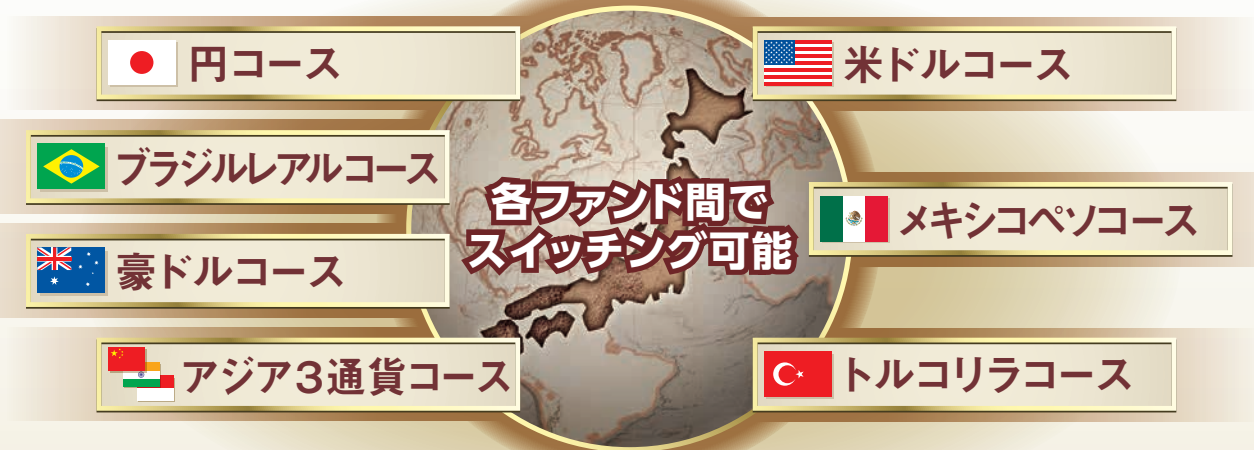 円コース
ブラジルレアルコース
豪ドルコース
アジア3通貨コース
各ファンド間で
スイッチング可能
米ドルコース
メキシコペソコース
トルコリラコース